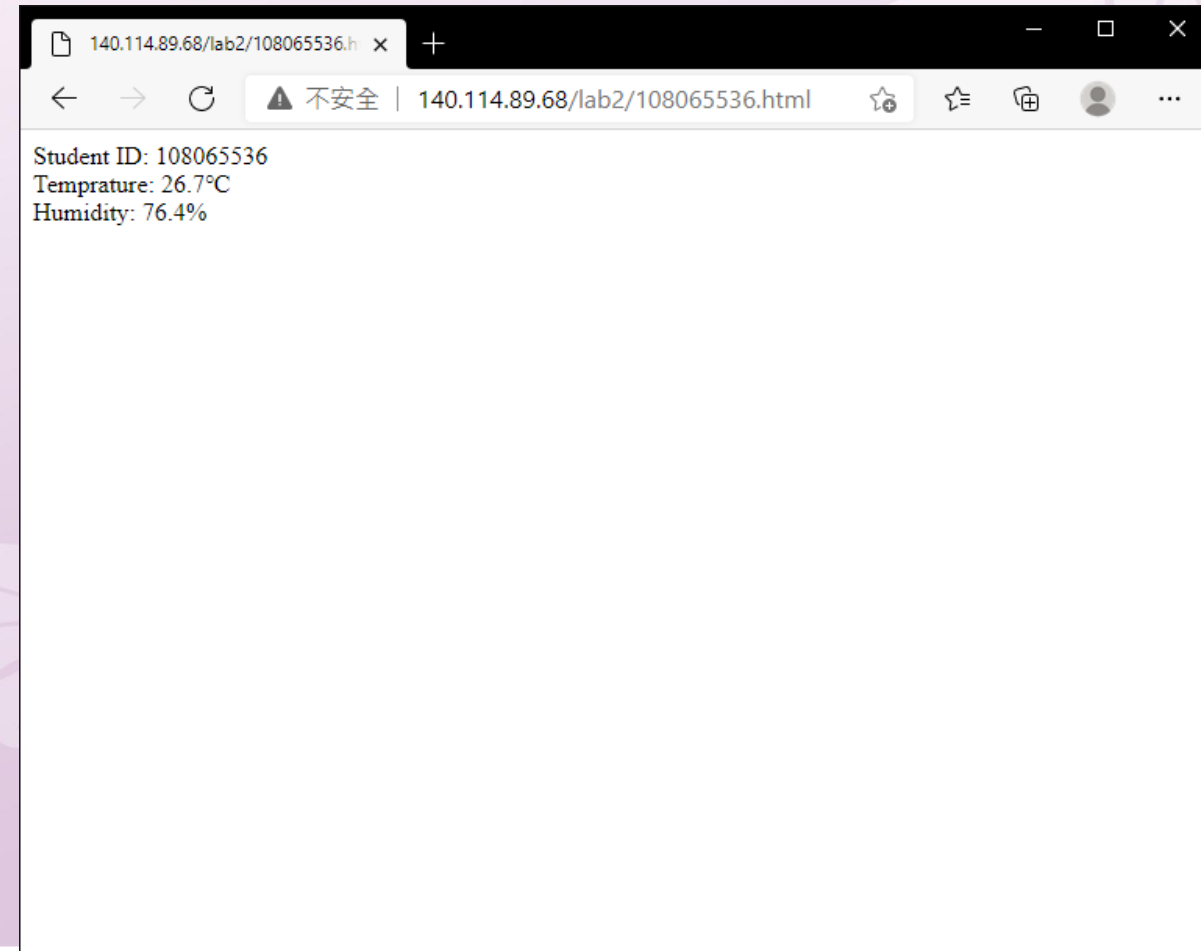 140.114.89.68/lab2/108065536.h
不安全 | 140.114.89.68/lab2/108065536.html
Student ID: 108065536
Temprature: 26.7℃
Humidity: 76.4%